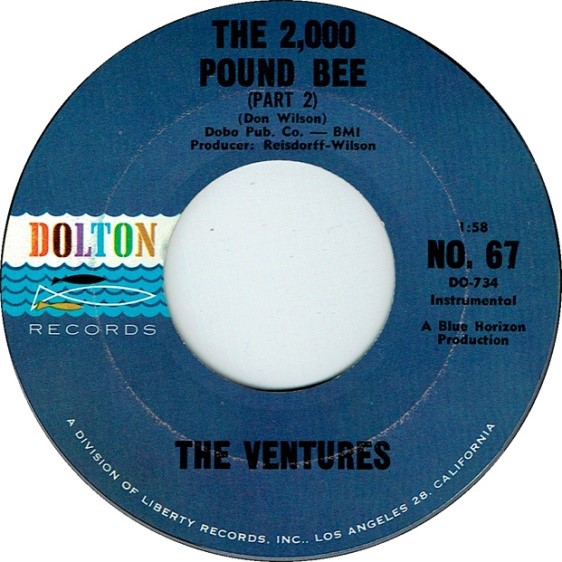 THE 2,000
POUND BEE
(PART 2)
(Don Wilson)
Dobo Pub. Co. — BMI
Producer: Reisdorff-Wilson
DOLTON
RECORDS
1:58
NO. 67
DO-734
Instrumental
A Blue Horizon
Production
THE VENTURES
A DIVISION OF LIBERTY RECORDS, INC., LOS ANGELES 28, CALIFORNIA